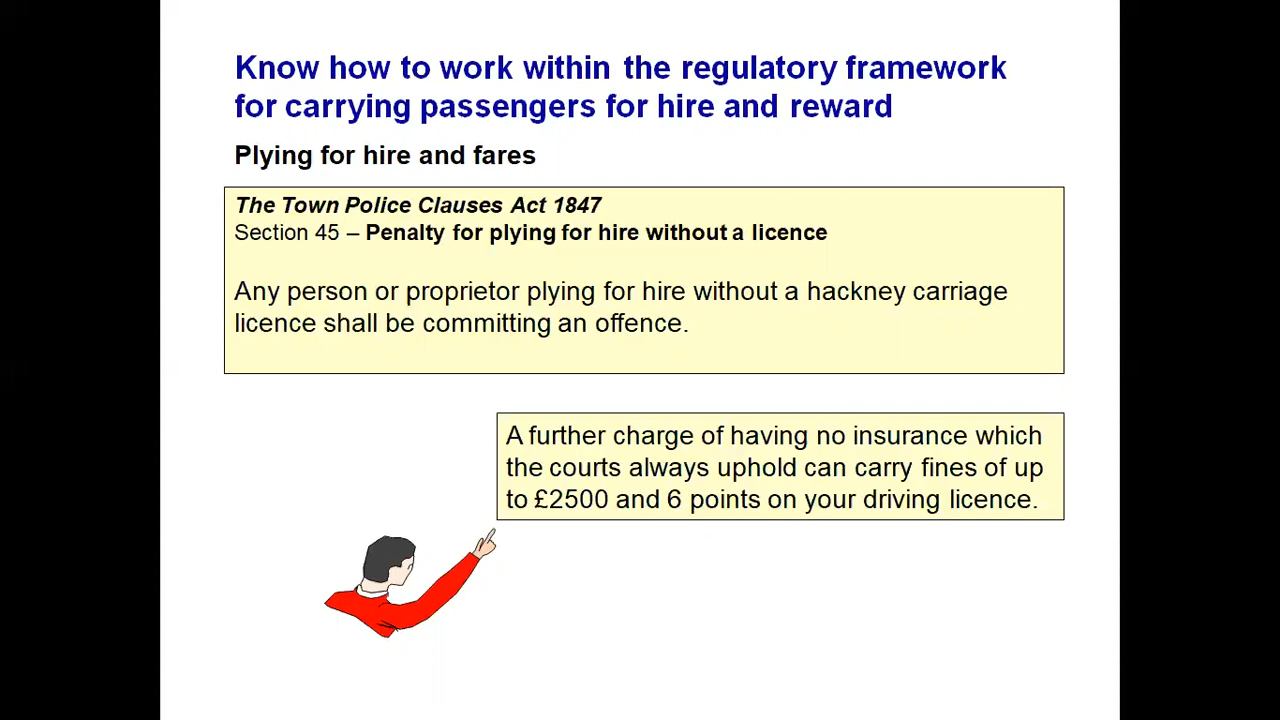 Know how to work within the regulatory framework
for carrying passengers for hire and reward
Plying for hire and fares
The Town Police Clauses Act 1847
Section 45 – Penalty for plying for hire without a licence
Any person or proprietor plying for hire without a hackney carriage
licence shall be committing an offence.
A further charge of having no insurance which
the courts always uphold can carry fines of up
to £2500 and 6 points on your driving licence.